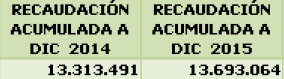 RECAUDACIÓN RECAUDACIÓN
ACUMULADA A ACUMULADA A
DIC 2014 DIC 2015
13.313.491 13.693.064